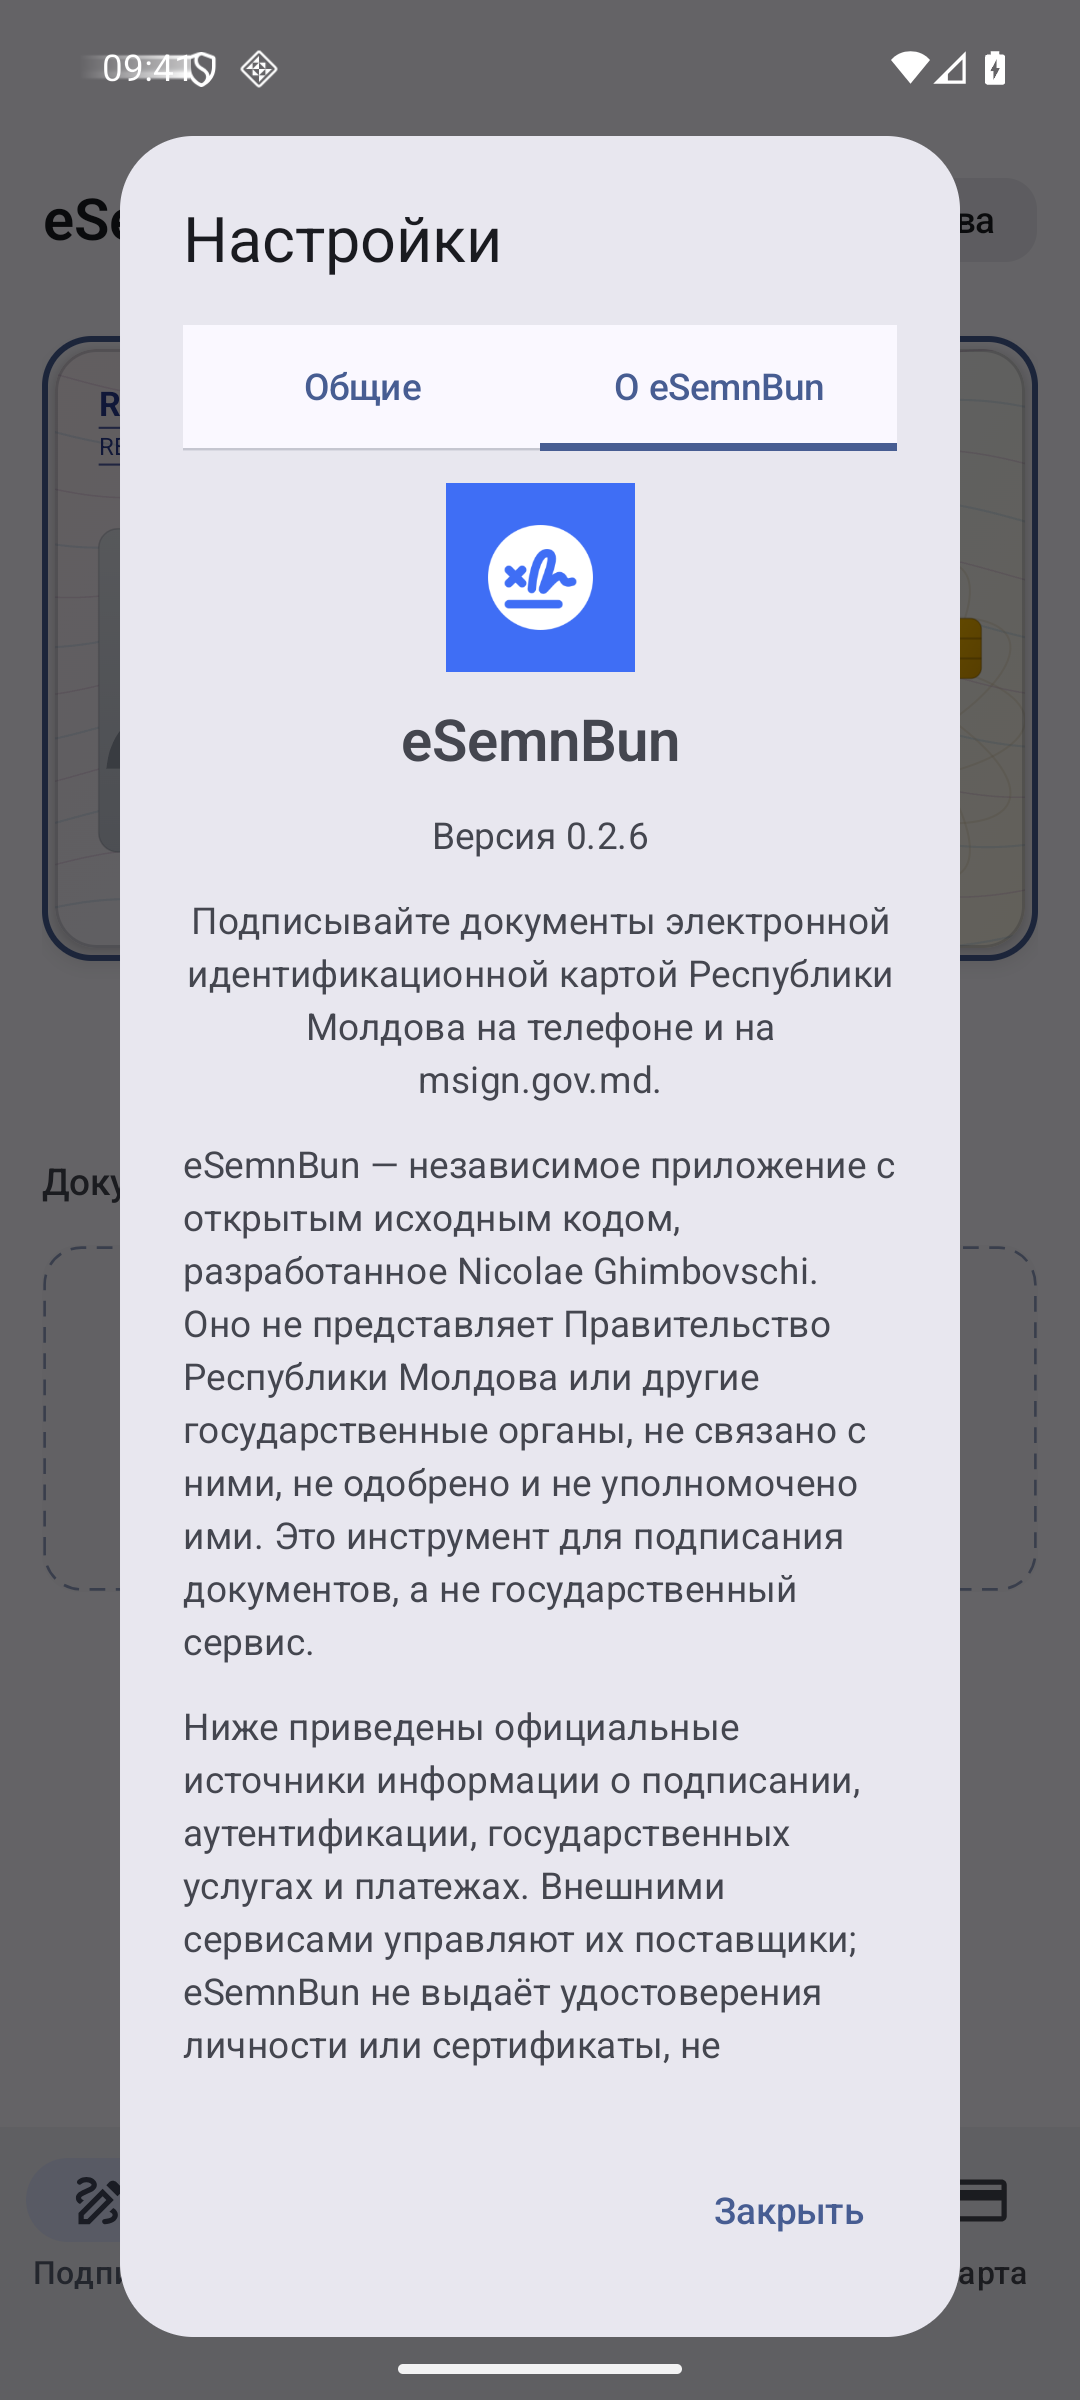 09:41
Настройки
Общие
О eSemnBun
eSemnBun
Версия 0.2.6
Подписывайте документы электронной
идентификационной картой Республики
Молдова на телефоне и на
msign.gov.md.
eSemnBun — независимое приложение с
открытым исходным кодом,
разработанное Nicolae Ghimbovschi.
Оно не представляет Правительство
Республики Молдова или другие
государственные органы, не связано с
ними, не одобрено и не уполномочено
ими. Это инструмент для подписания
документов, а не государственный
сервис.
Ниже приведены официальные
источники информации о подписании,
аутентификации, государственных
услугах и платежах. Внешними
сервисами управляют их поставщики;
eSemnBun не выдаёт удостоверения
личности или сертификаты, не
Закрыть